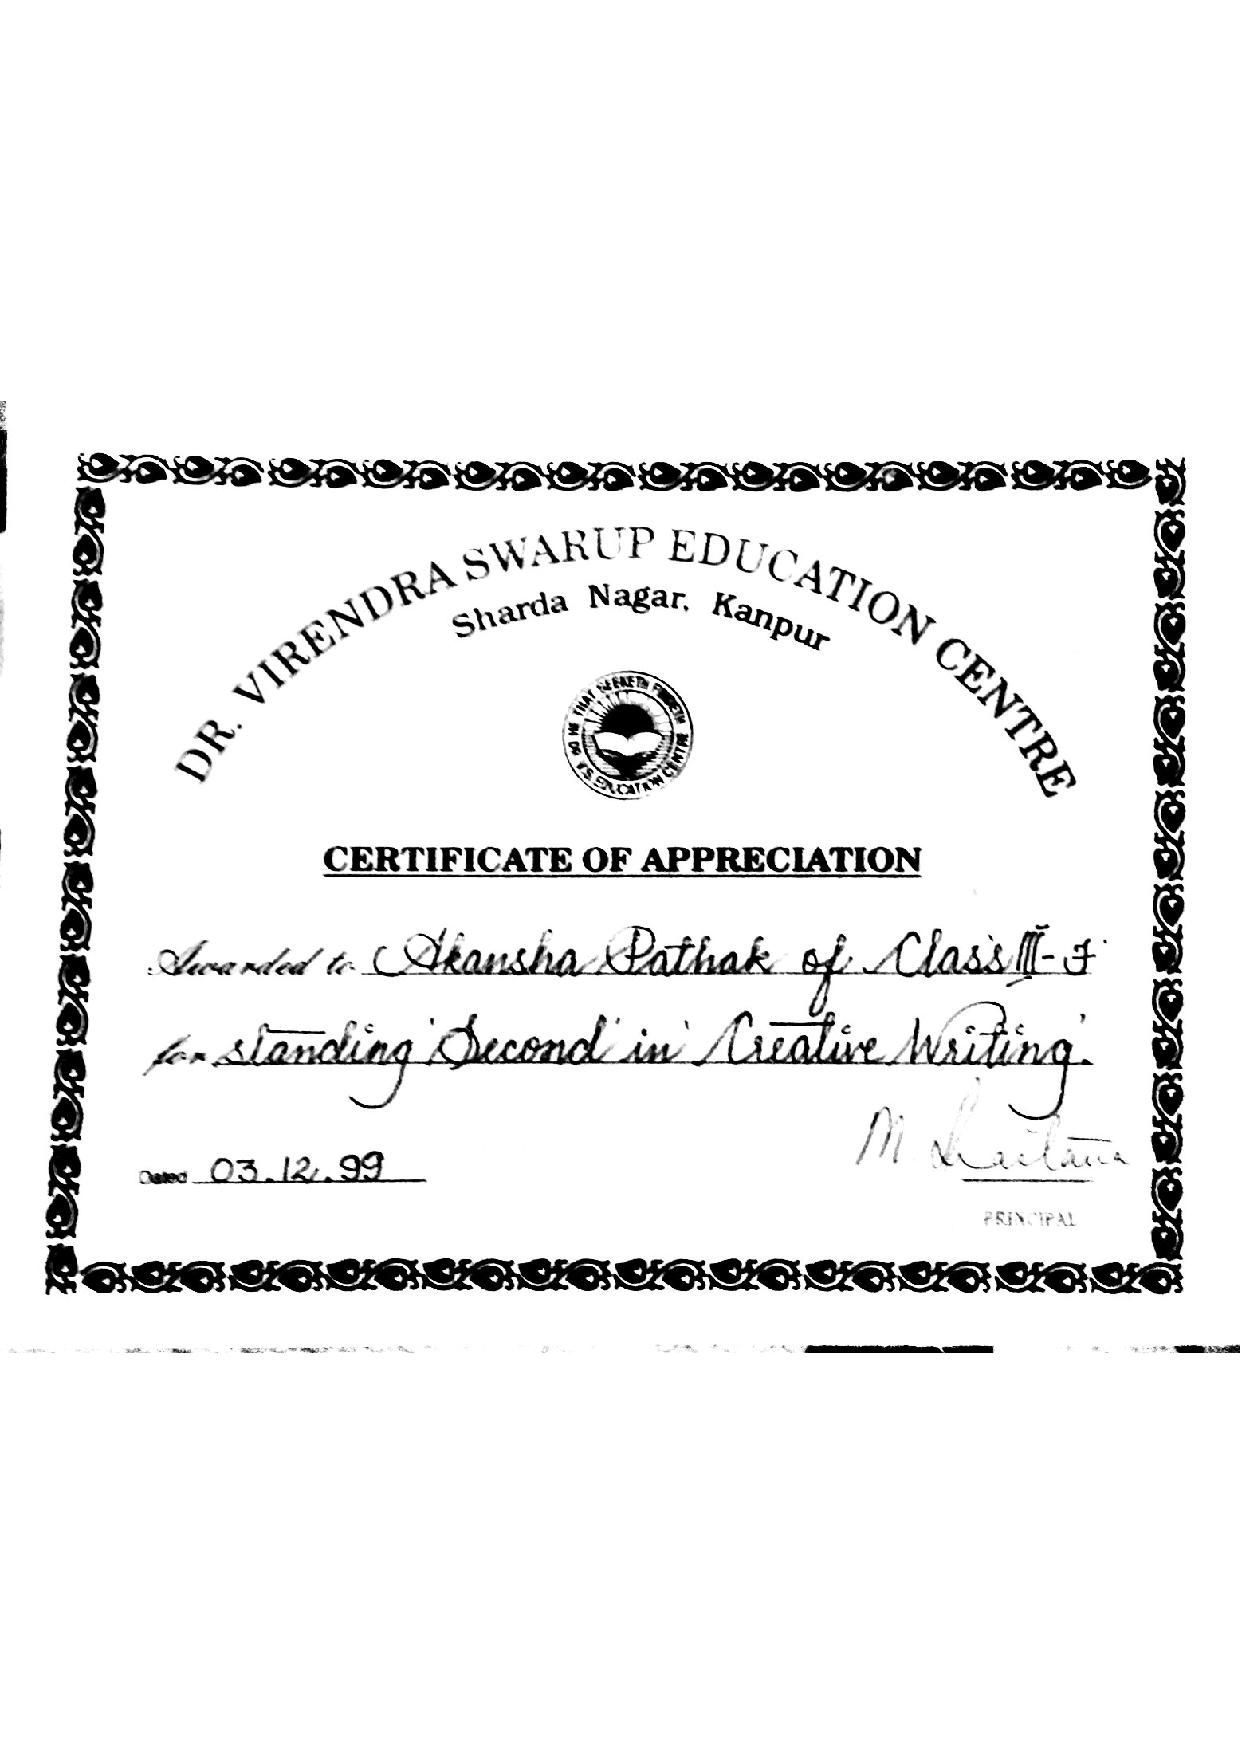 DR. VIRENDRA SWARUP EDUCATION CENTRE
Sharda Nagar, Kanpur
HE THAT SEEKETH FINDETH
DR. V.S. EDUCATION CENTRE
CERTIFICATE OF APPRECIATION
Awarded to Akansha Pathak of Class III-F
for standing 'Second' in 'Creative Writing'.
Dated 03.12.99
M.
PRINCIPAL